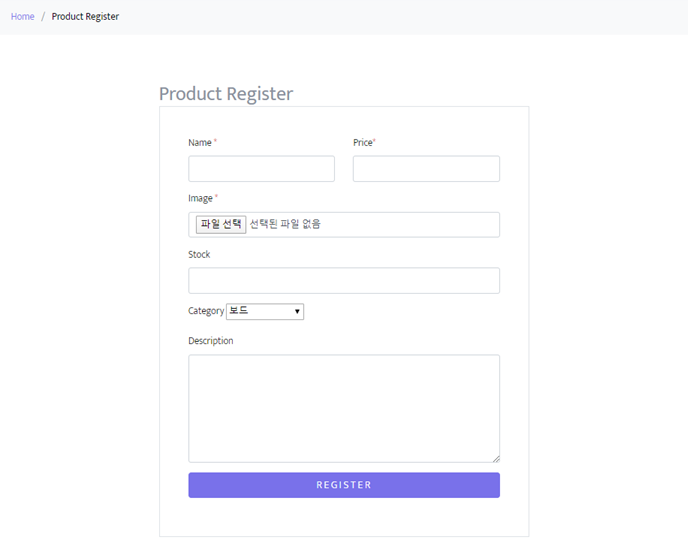 Home / Product Register
Product Register
Name * Price*
Image *
파일 선택 선택된 파일 없음
Stock
Category 보드 ▼
Description
REGISTER